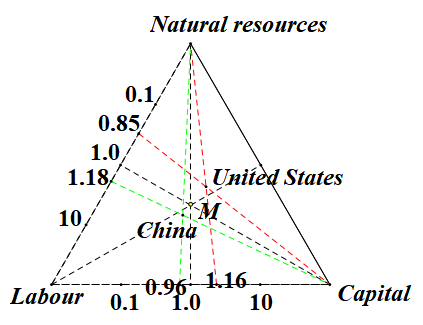 Natural resources
0.1
0.85
1.0
1.18
United States
10
M
China
Labour
0.1
0.96
1.0
1.16
10
Capital